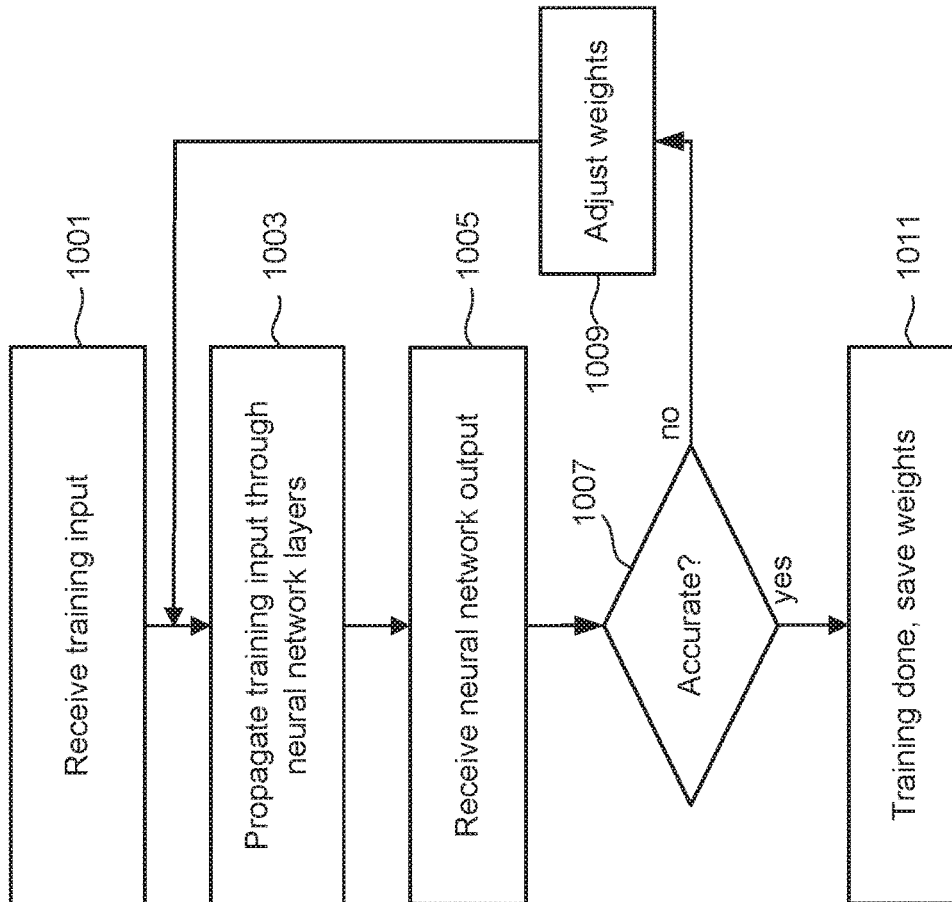 Receive training input
1001
Propagate training input through
neural network layers
1003
Receive neural network output
1005
Accurate?
1007
no
Adjust weights
1009
yes
Training done, save weights
1011